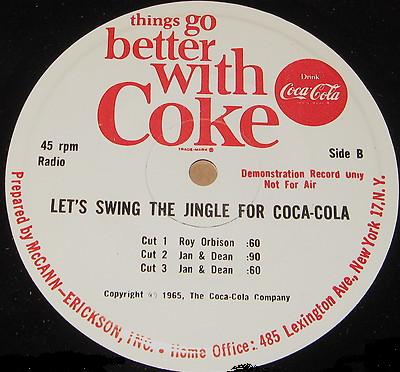 things go
better
with
Coke
TRADE-MARK ®
Drink
Coca-Cola
45 rpm
Radio
Side B
Demonstration Record Only
Not For Air
LET'S SWING THE JINGLE FOR COCA-COLA
Cut 1 Roy Orbison :60
Cut 2 Jan & Dean :90
Cut 3 Jan & Dean :60
Copyright © 1965, The Coca-Cola Company
Prepared by McCANN-ERICKSON, INC. • Home Office: 485 Lexington Ave., New York 17, N.Y.